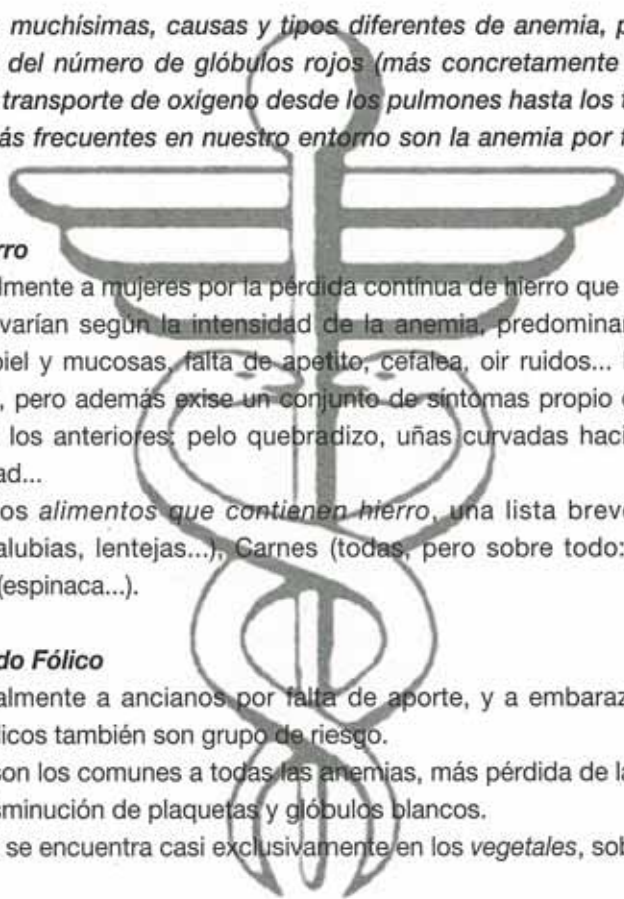 muchísimas, causas y tipos diferentes de anemia, p
del número de glóbulos rojos (más concretamente
transporte de oxígeno desde los pulmones hasta los t
ás frecuentes en nuestro entorno son la anemia por f
rro
lmente a mujeres por la pérdida contínua de hierro que
varían según la intensidad de la anemia, predominar
piel y mucosas, falta de apetito, cefalea, oir ruidos...
, pero además exise un conjunto de síntomas propio
los anteriores: pelo quebradizo, uñas curvadas haci
ad...
os alimentos que contienen hierro, una lista breve
alubias, lentejas...), Carnes (todas, pero sobre todo:
(espinaca...).
do Fólico
almente a ancianos por falta de aporte, y a embaraz
licos también son grupo de riesgo.
son los comunes a todas las anemias, más pérdida de la
sminución de plaquetas y glóbulos blancos.
se encuentra casi exclusivamente en los vegetales, sob